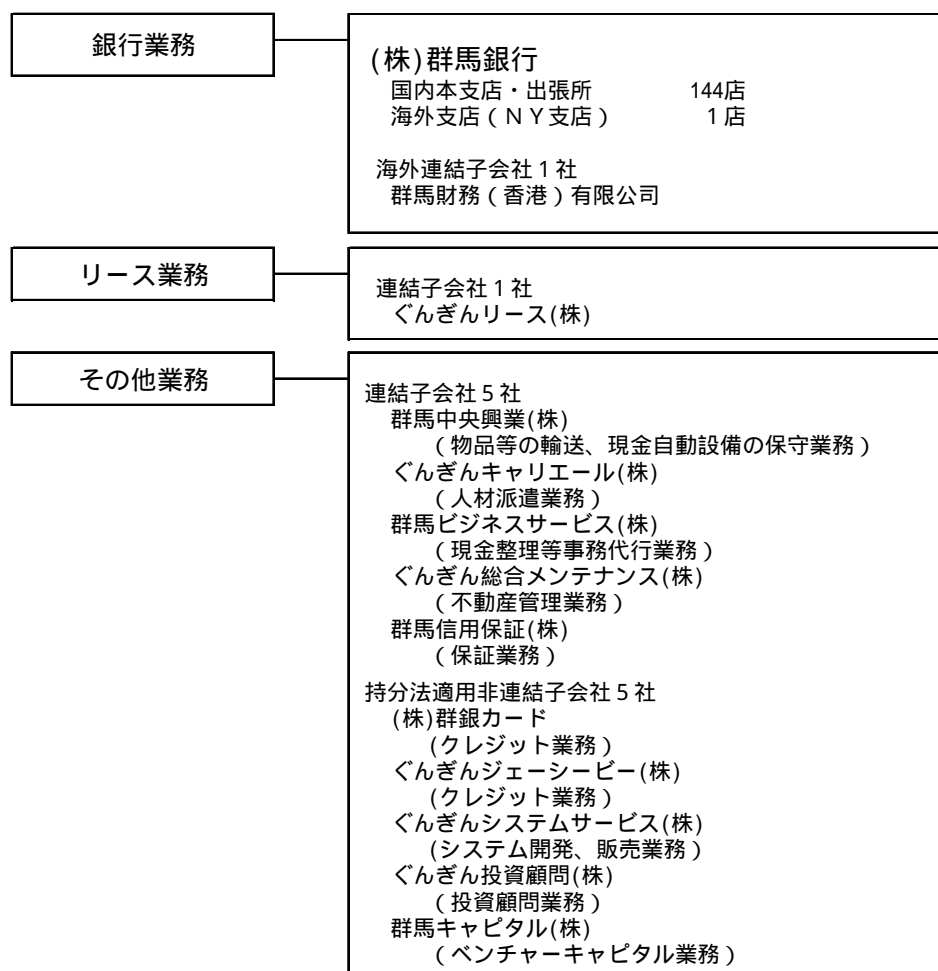 銀行業務
(株)群馬銀行
国内本支店・出張所 144店
海外支店(NY支店) 1店
海外連結子会社1社
群馬財務(香港)有限公司
リース業務
連結子会社1社
ぐんぎんリース(株)
その他業務
連結子会社5社
群馬中央興業(株)
(物品等の輸送、現金自動設備の保守業務)
ぐんぎんキャリエール(株)
(人材派遣業務)
群馬ビジネスサービス(株)
(現金整理等事務代行業務)
ぐんぎん総合メンテナンス(株)
(不動産管理業務)
群馬信用保証(株)
(保証業務)
持分法適用非連結子会社5社
(株)群銀カード
(クレジット業務)
ぐんぎんジェーシービー(株)
(クレジット業務)
ぐんぎんシステムサービス(株)
(システム開発、販売業務)
ぐんぎん投資顧問(株)
(投資顧問業務)
群馬キャピタル(株)
(ベンチャーキャピタル業務)